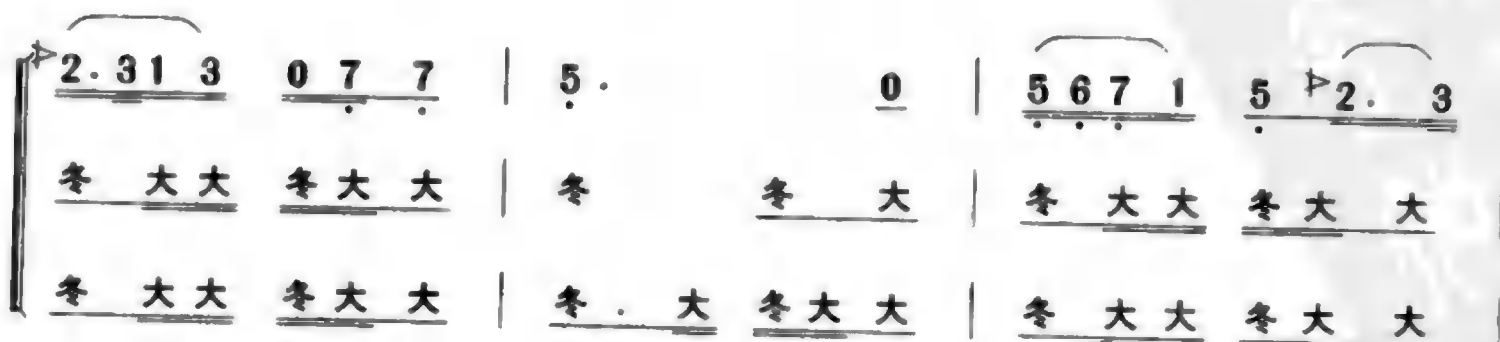 2·31 3 0 7 7 | 5· 0 | 5 6 7 1 5 2· 3
冬 大大 冬大 大 | 冬 冬 大 | 冬 大大 冬大 大
冬 大大 冬大 大 | 冬· 大 冬大 大 | 冬 大大 冬大 大